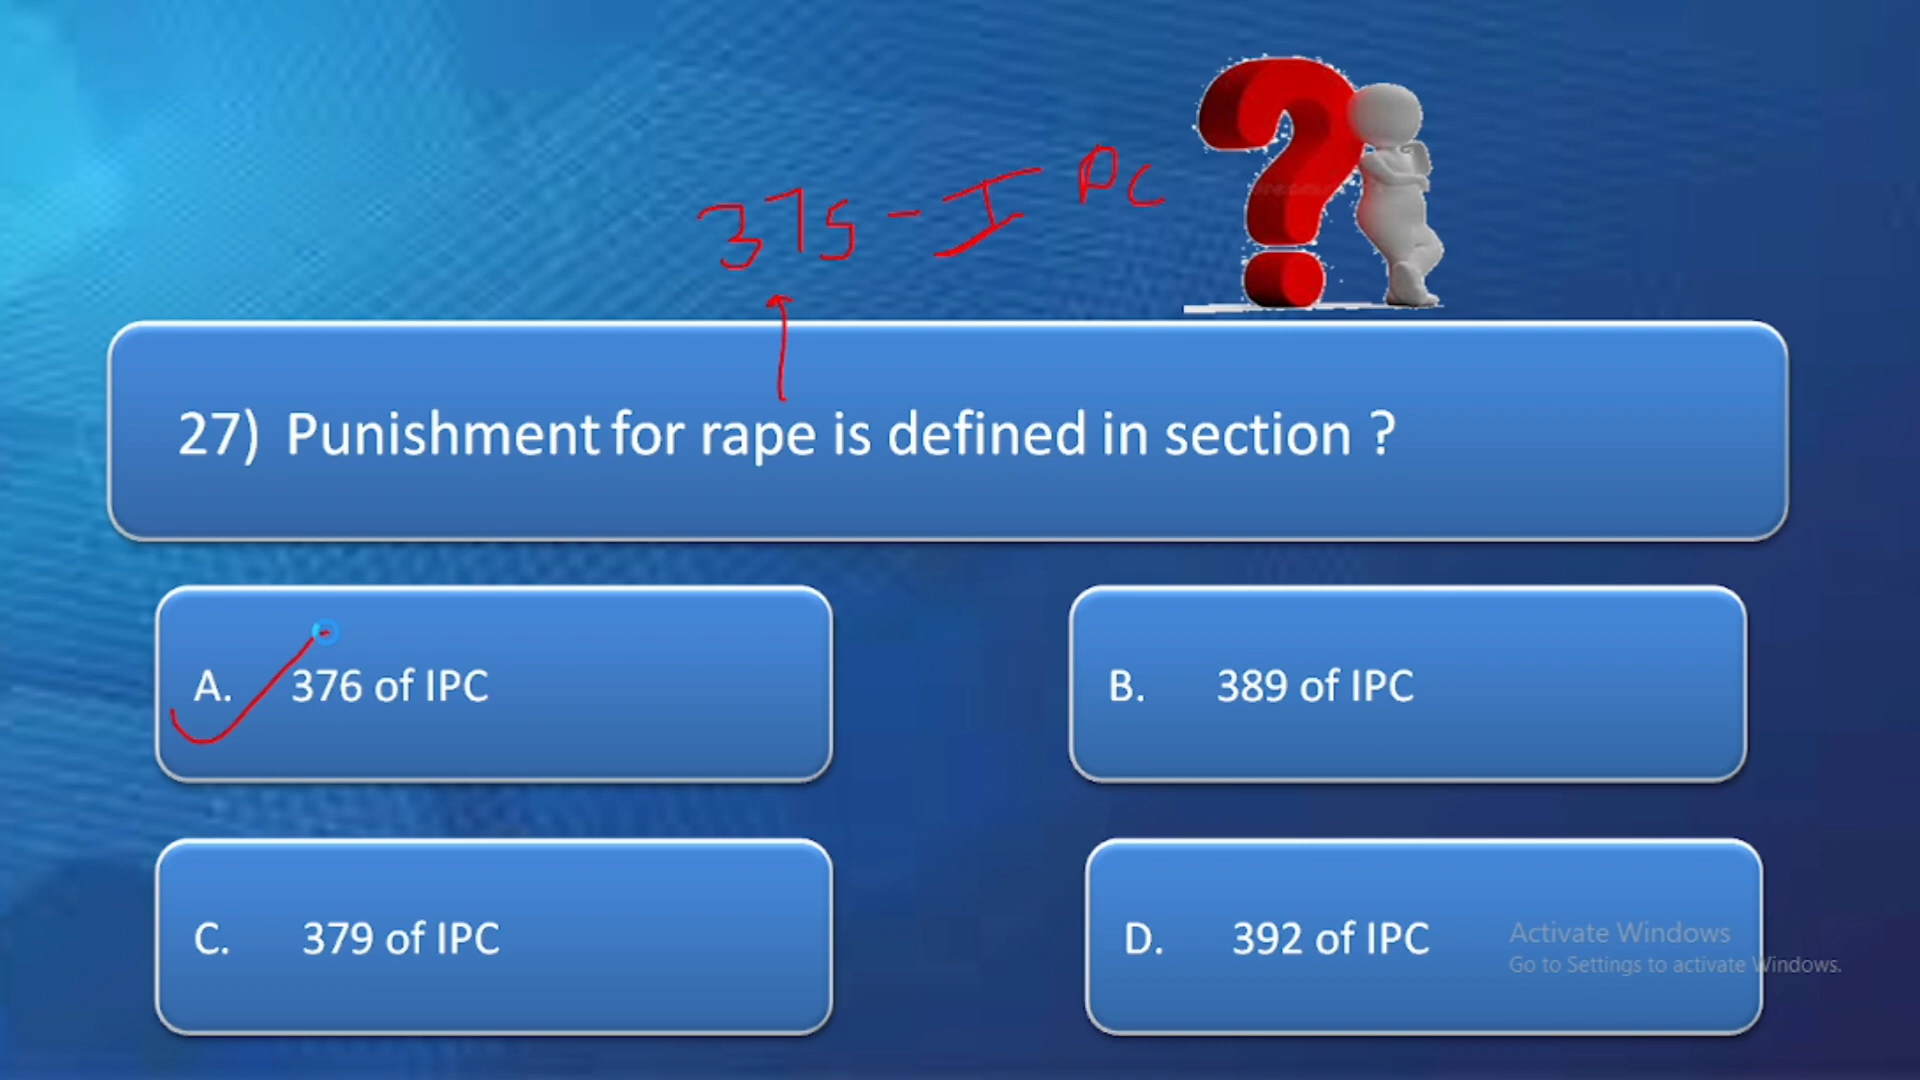 375 - IPC
27) Punishment for rape is defined in section ?
A. 376 of IPC
B. 389 of IPC
C. 379 of IPC
D. 392 of IPC
Activate Windows
Go to Settings to activate Windows.